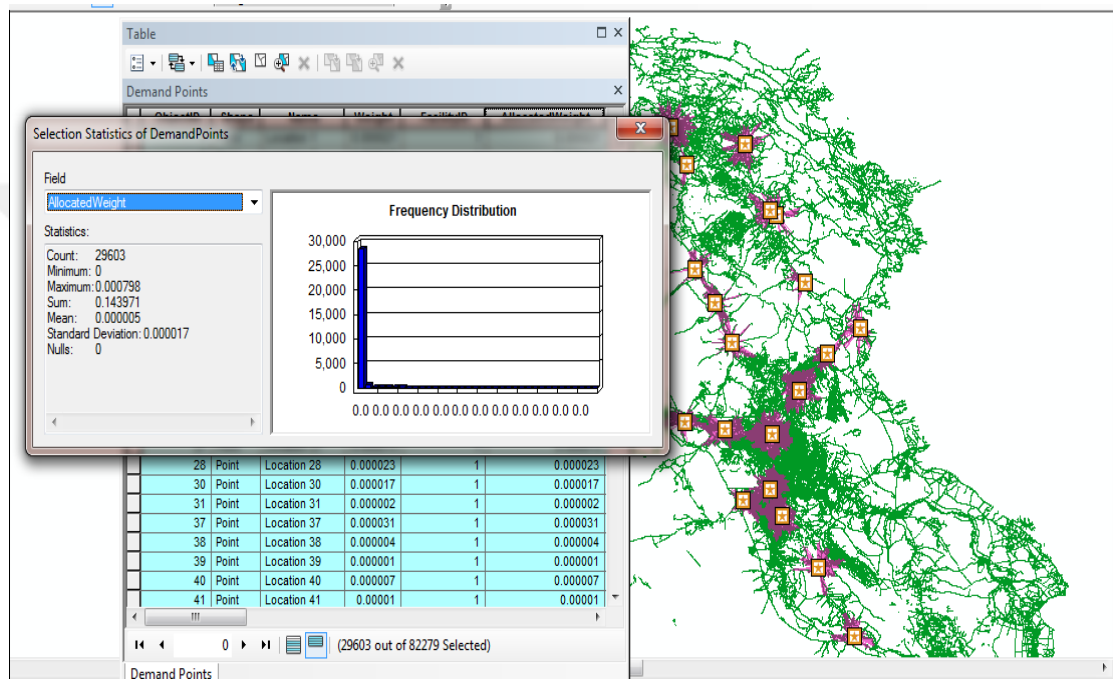 Table
Demand Points
ObjectID Shape Name Weight FacilityID AllocatedWeight
Selection Statistics of DemandPoints
Field
AllocatedWeight
Statistics:
Count: 29603
Minimum: 0
Maximum: 0.000798
Sum: 0.143971
Mean: 0.000005
Standard Deviation: 0.000017
Nulls: 0
Frequency Distribution
30,000
25,000
20,000
15,000
10,000
5,000
0
0.0 0.0 0.0 0.0 0.0 0.0 0.0 0.0 0.0 0.0 0.0 0.0
28 Point Location 28 0.000023 1 0.000023
30 Point Location 30 0.000017 1 0.000017
31 Point Location 31 0.000002 1 0.000002
37 Point Location 37 0.000031 1 0.000031
38 Point Location 38 0.000004 1 0.000004
39 Point Location 39 0.000001 1 0.000001
40 Point Location 40 0.000007 1 0.000007
41 Point Location 41 0.00001 1 0.00001
0 (29603 out of 82279 Selected)
Demand Points